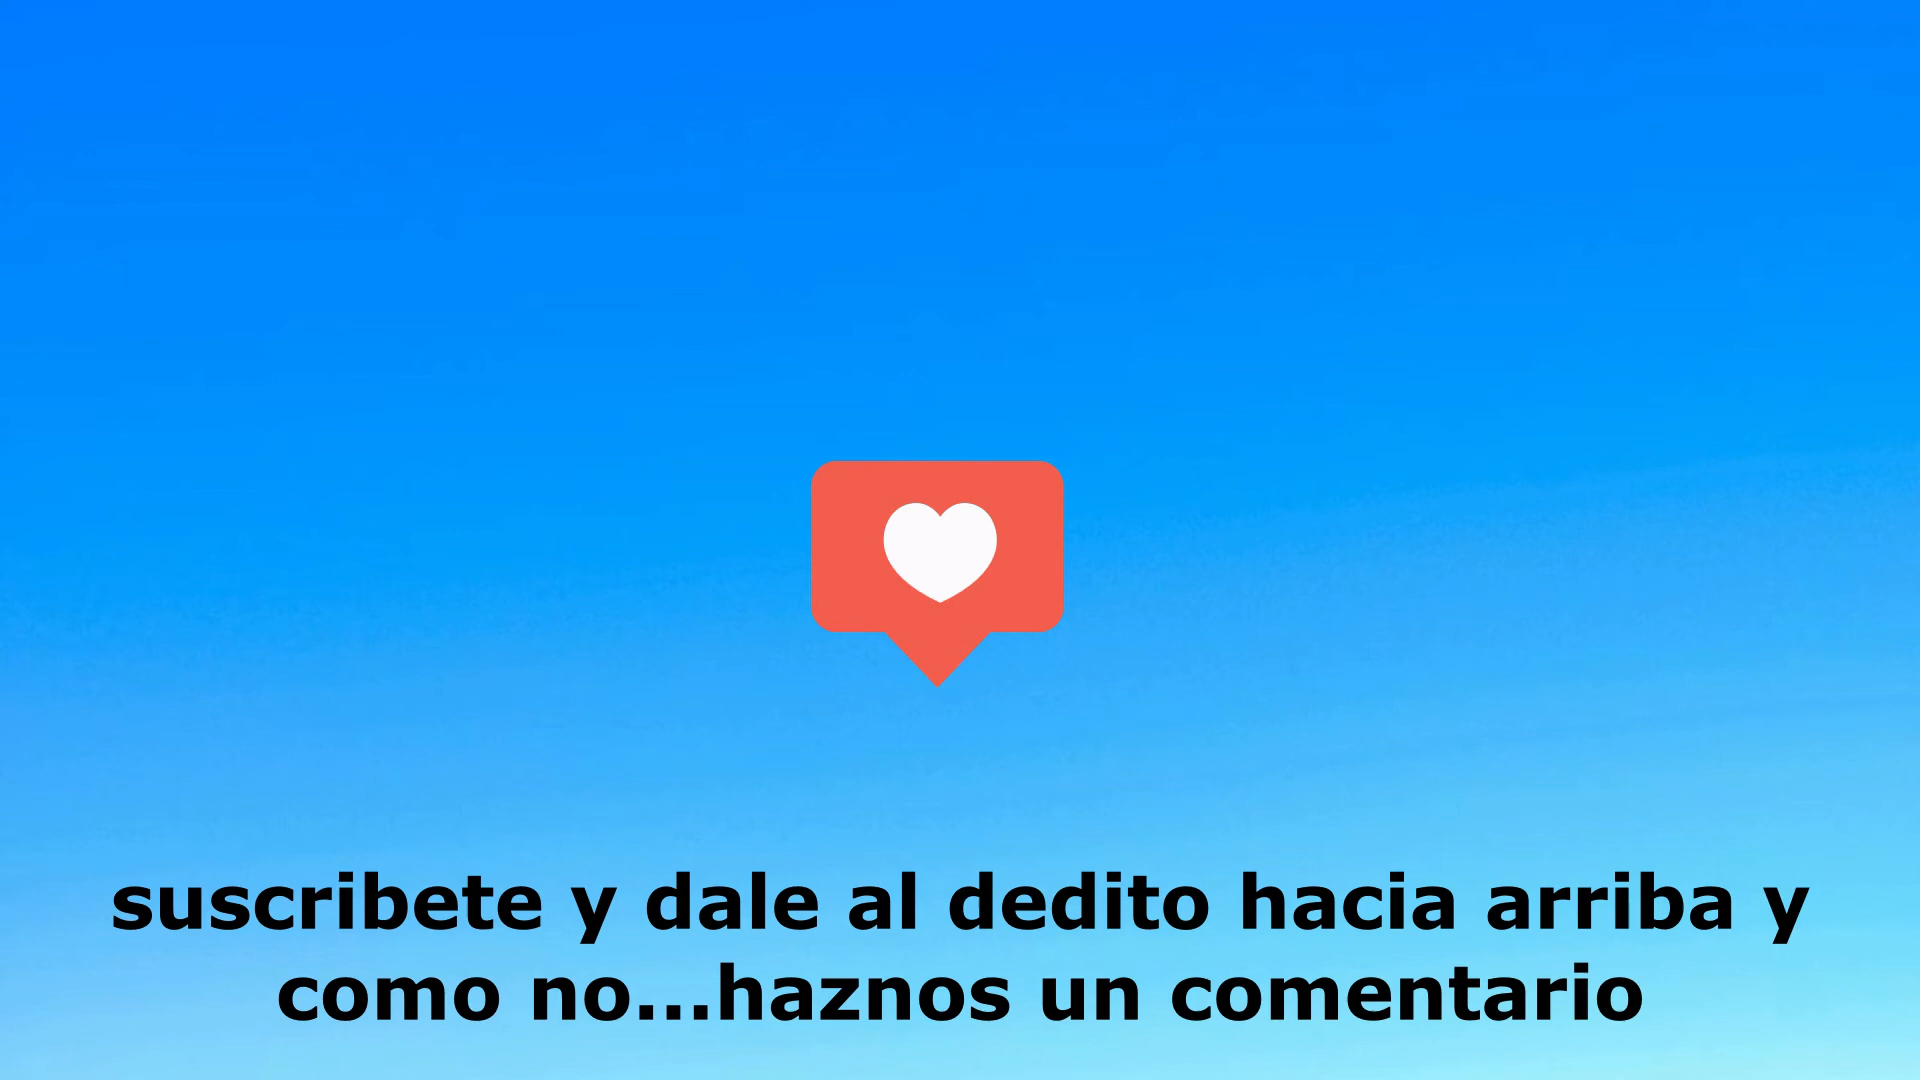 suscribete y dale al dedito hacia arriba y
como no...haznos un comentario